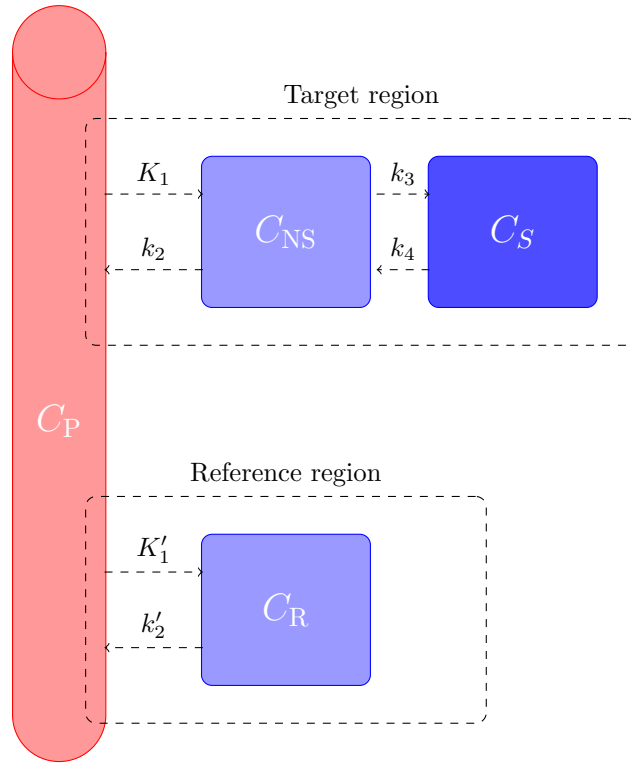 Target region
K₁
k₃
C_NS
C_S
k₂
k₄
C_P
Reference region
K′₁
C_R
k′₂